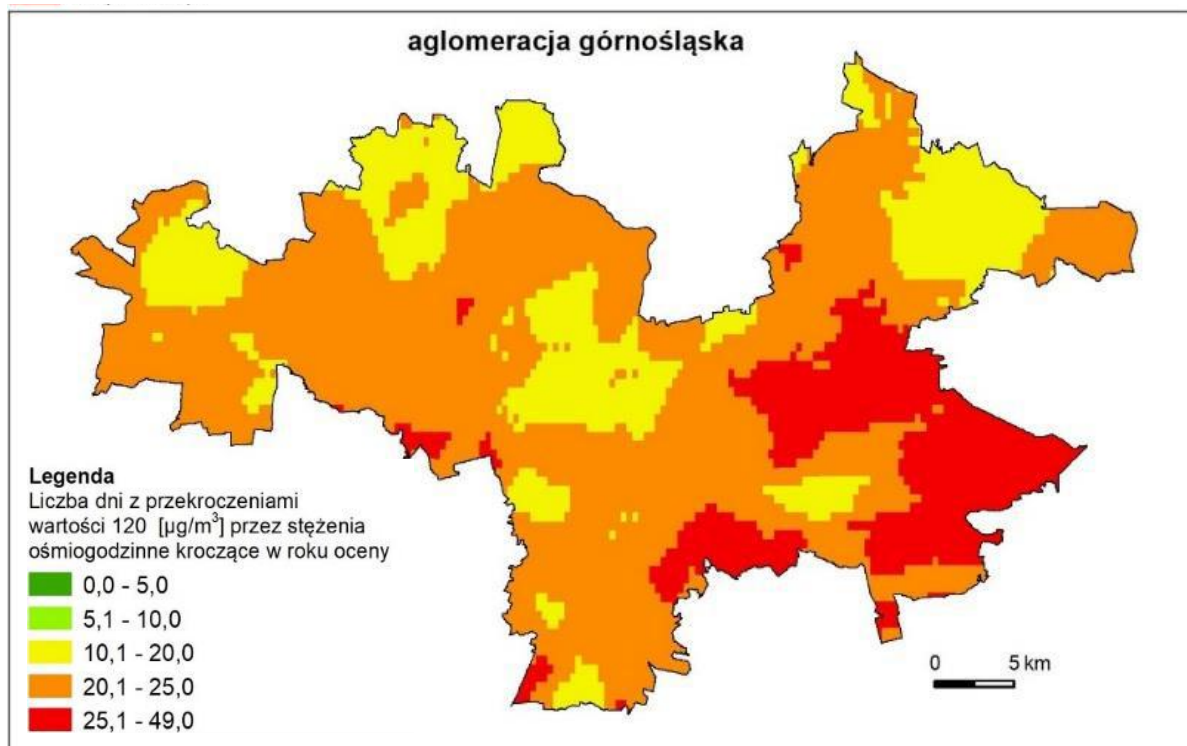 aglomeracja górnośląska
Legenda
Liczba dni z przekroczeniami
wartości 120 [µg/m³] przez stężenia
ośmiogodzinne kroczące w roku oceny
0,0 - 5,0
5,1 - 10,0
10,1 - 20,0
20,1 - 25,0
25,1 - 49,0
0 5 km